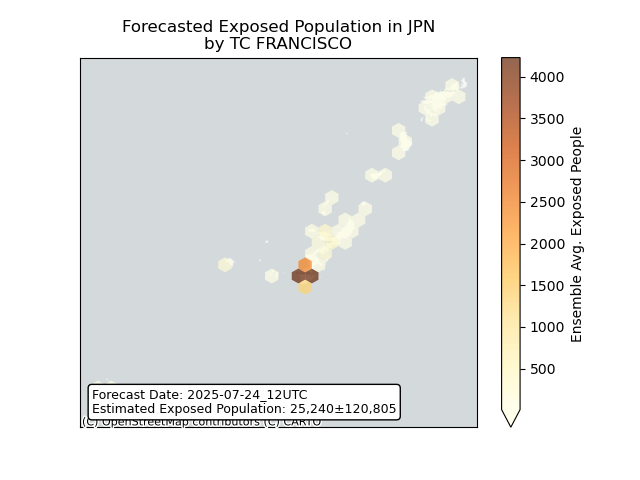 Forecasted Exposed Population in JPN
by TC FRANCISCO
4000
3500
3000
2500
2000
1500
1000
500
Ensemble Avg. Exposed People
Forecast Date: 2025-07-24_12UTC
Estimated Exposed Population: 25,240±120,805
(C) OpenStreetMap contributors (C) CARTO